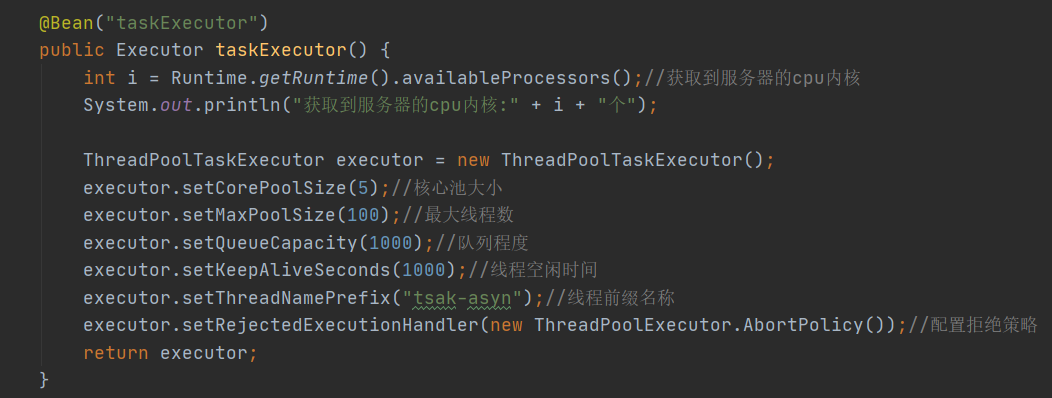 @Bean("taskExecutor")
public Executor taskExecutor() {
int i = Runtime.getRuntime().availableProcessors();//获取到服务器的cpu内核
System.out.println("获取到服务器的cpu内核:" + i + "个");
ThreadPoolTaskExecutor executor = new ThreadPoolTaskExecutor();
executor.setCorePoolSize(5);//核心池大小
executor.setMaxPoolSize(100);//最大线程数
executor.setQueueCapacity(1000);//队列程度
executor.setKeepAliveSeconds(1000);//线程空闲时间
executor.setThreadNamePrefix("tsak-asyn");//线程前缀名称
executor.setRejectedExecutionHandler(new ThreadPoolExecutor.AbortPolicy());//配置拒绝策略
return executor;
}